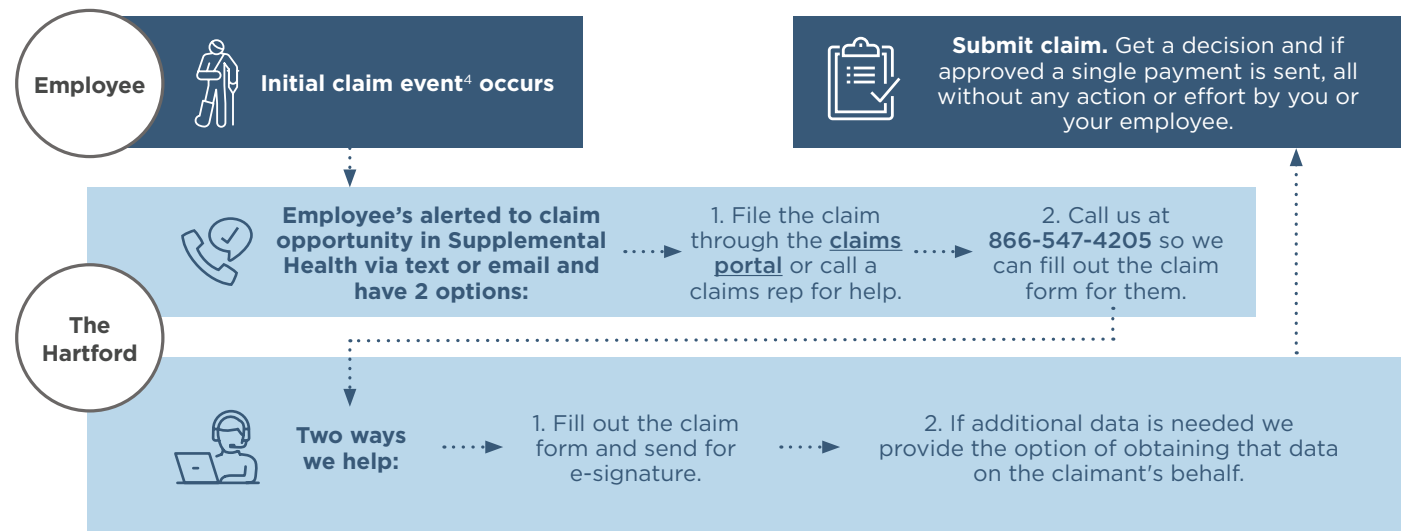 Employee
Initial claim event⁴ occurs
Employee's alerted to claim
opportunity in Supplemental
Health via text or email and
have 2 options:
1. File the claim
through the claims
portal or call a
claims rep for help.
2. Call us at
866-547-4205 so we
can fill out the claim
form for them.
The
Hartford
Two ways
we help:
1. Fill out the claim
form and send for
e-signature.
2. If additional data is needed we
provide the option of obtaining that data
on the claimant's behalf.
Submit claim. Get a decision and if
approved a single payment is sent, all
without any action or effort by you or
your employee.